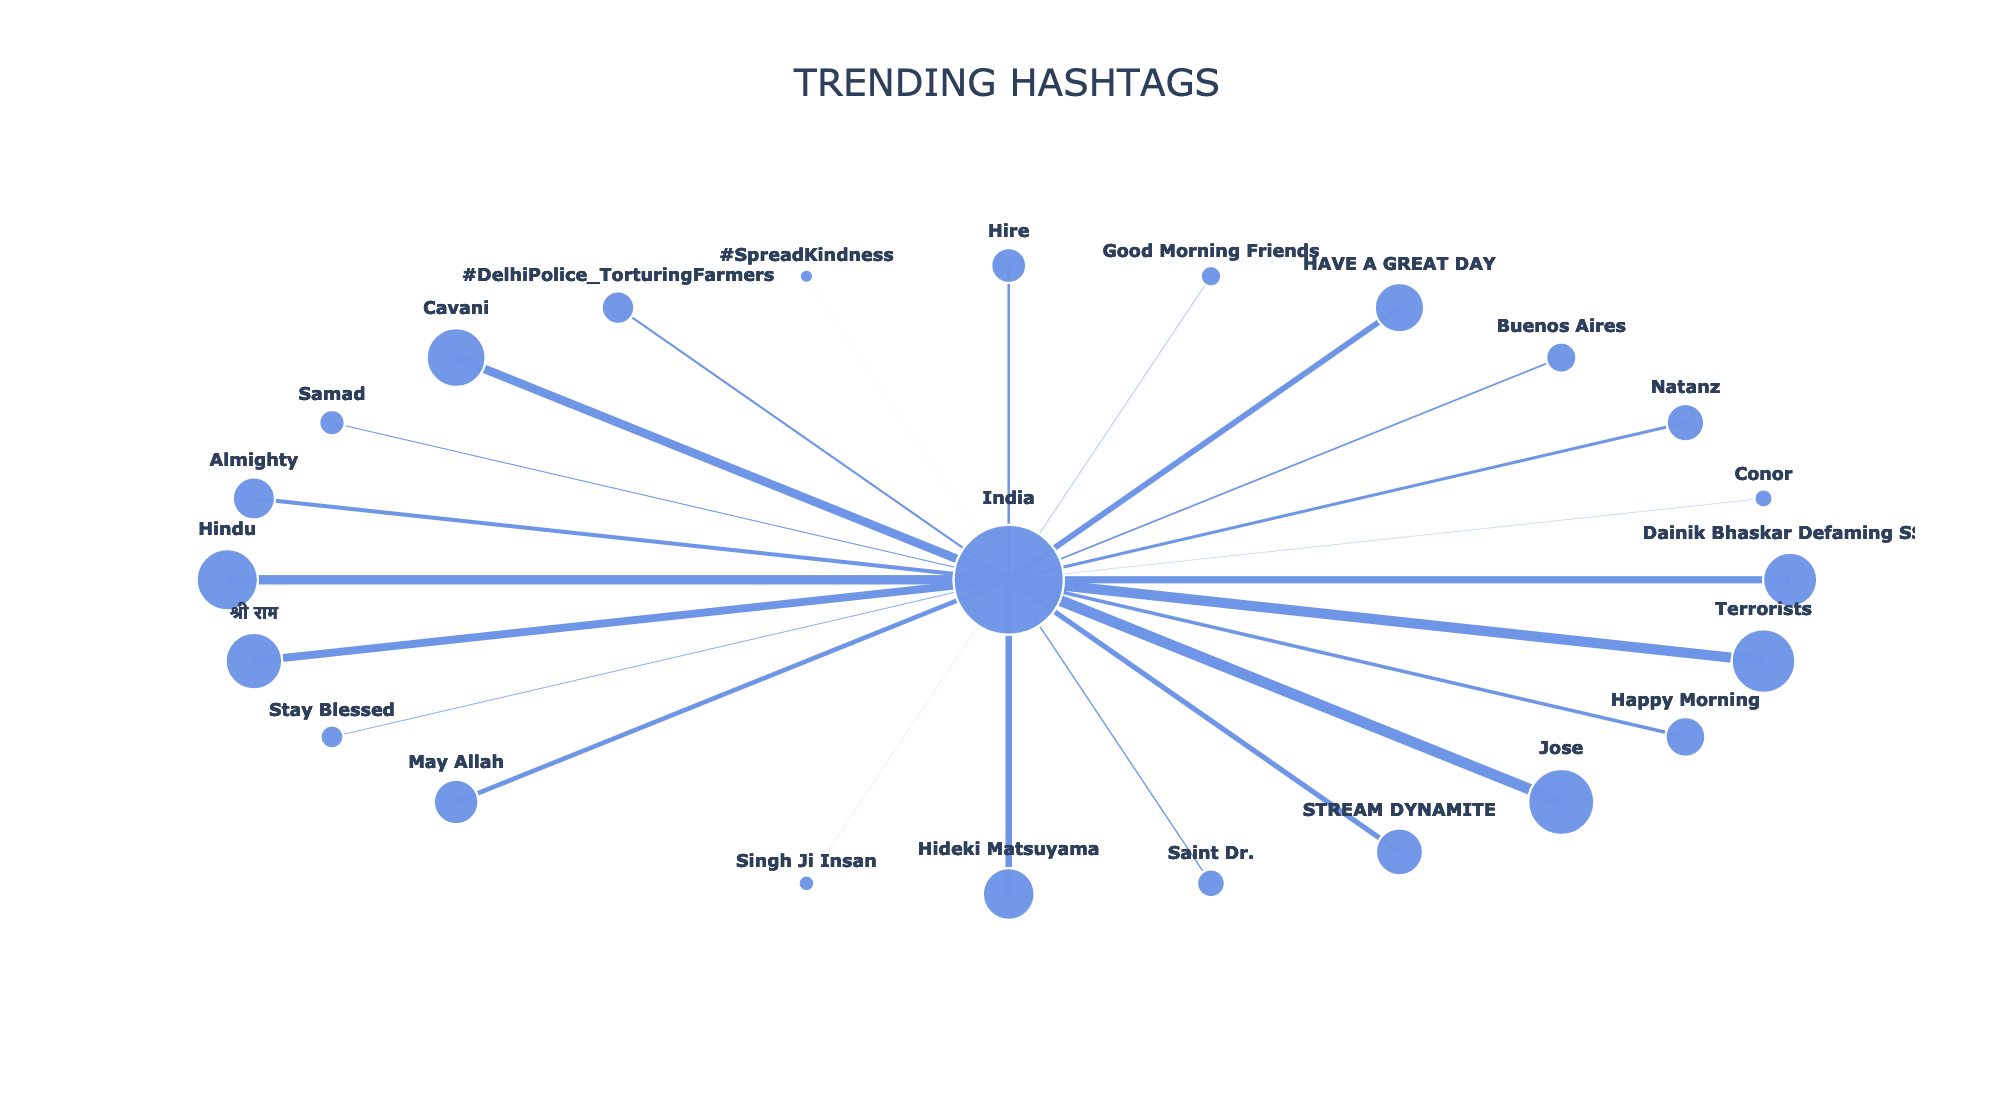 TRENDING HASHTAGS
Hire
Good Morning Friends
#SpreadKindness
HAVE A GREAT DAY
#DelhiPolice_TorturingFarmers
Cavani
Buenos Aires
Natanz
Samad
Almighty
Conor
India
Hindu
Dainik Bhaskar Defaming
Terrorists
श्री राम
Happy Morning
Stay Blessed
Jose
May Allah
STREAM DYNAMITE
Hideki Matsuyama
Saint Dr.
Singh Ji Insan